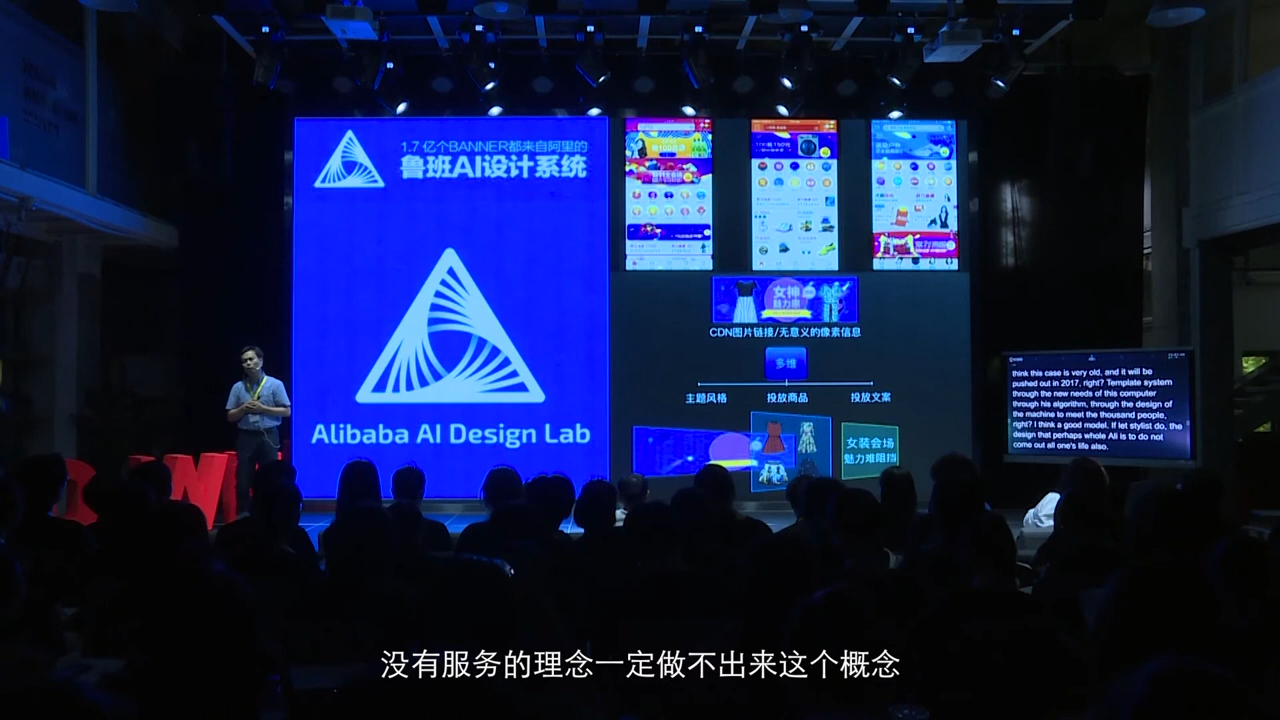 1.7 亿个BANNER都来自阿里的
鲁班AI设计系统
Alibaba AI Design Lab
女神
魅力惠
CDN图片链接/无意义的像素信息
多维
主题风格
投放商品
投放文案
女装会场
魅力难阻挡
think this case is very old, and it will be
pushed out in 2017, right? Template system
through the new needs of this computer
through his algorithm, through the design of
the machine to meet the thousand people,
right? I think a good model. If let stylist do, the
design that perhaps whole Ali is to do not
come out all one's life also.
没有服务的理念一定做不出来这个概念